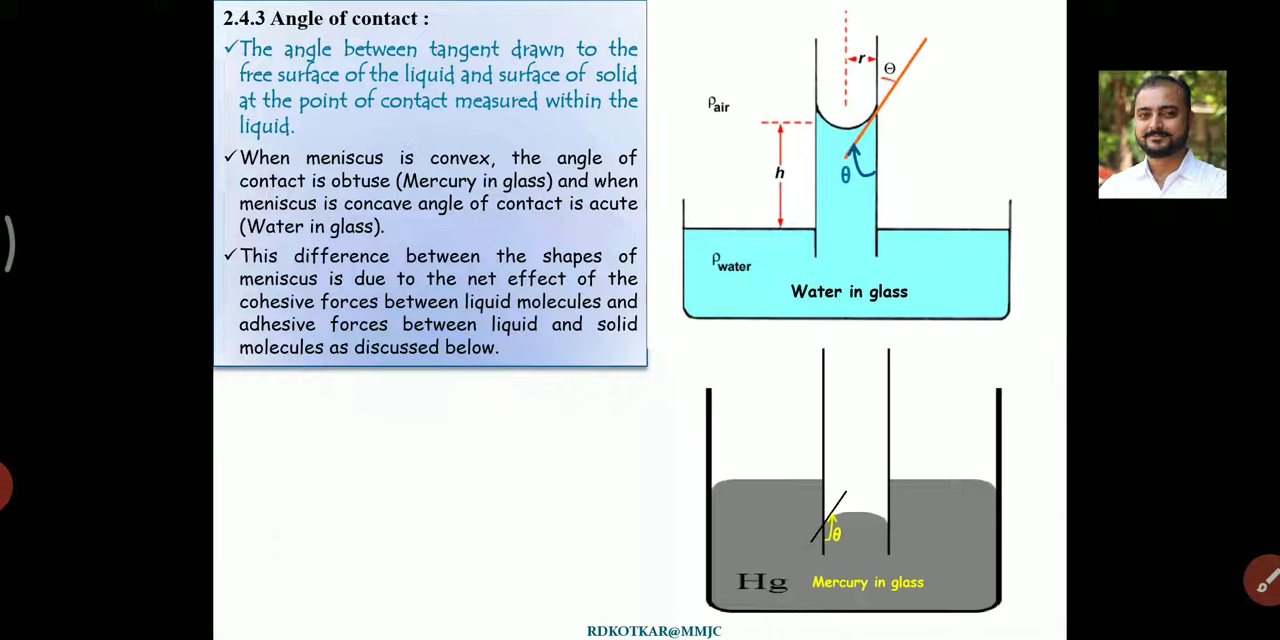 2.4.3 Angle of contact :
✓The angle between tangent drawn to the
free surface of the liquid and surface of solid
at the point of contact measured within the
liquid.
✓When meniscus is convex, the angle of
contact is obtuse (Mercury in glass) and when
meniscus is concave angle of contact is acute
(Water in glass).
✓This difference between the shapes of
meniscus is due to the net effect of the
cohesive forces between liquid molecules and
adhesive forces between liquid and solid
molecules as discussed below.
r
Θ
ρair
h
θ
ρwater
Water in glass
θ
Hg
Mercury in glass
RDKOTKAR@MMJC